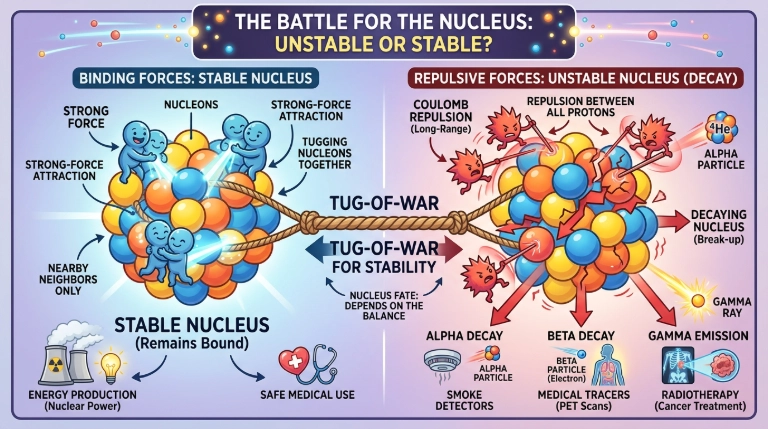 THE BATTLE FOR THE NUCLEUS:
UNSTABLE OR STABLE?
BINDING FORCES: STABLE NUCLEUS
STRONG
FORCE
NUCLEONS
STRONG-FORCE
ATTRACTION
STRONG-FORCE
ATTRACTION
TUGGING
NUCLEONS
TOGETHER
NEARBY
NEIGHBORS
ONLY
STABLE NUCLEUS
(Remains Bound)
ENERGY PRODUCTION
(Nuclear Power)
SAFE MEDICAL USE
TUG-OF-WAR
TUG-OF-WAR
FOR STABILITY
NUCLEUS FATE:
DEPENDS ON THE
BALANCE
REPULSIVE FORCES: UNSTABLE NUCLEUS (DECAY)
COULOMB
REPULSION
(Long-Range)
REPULSION BETWEEN
ALL PROTONS
⁴He
ALPHA
PARTICLE
DECAYING
NUCLEUS
(Break-up)
GAMMA
RAY
ALPHA DECAY
ALPHA
PARTICLE
SMOKE
DETECTORS
BETA DECAY
BETA
PARTICLE
(Electron)
MEDICAL TRACERS
(PET Scans)
GAMMA EMISSION
RADIOTHERAPY
(Cancer Treatment)